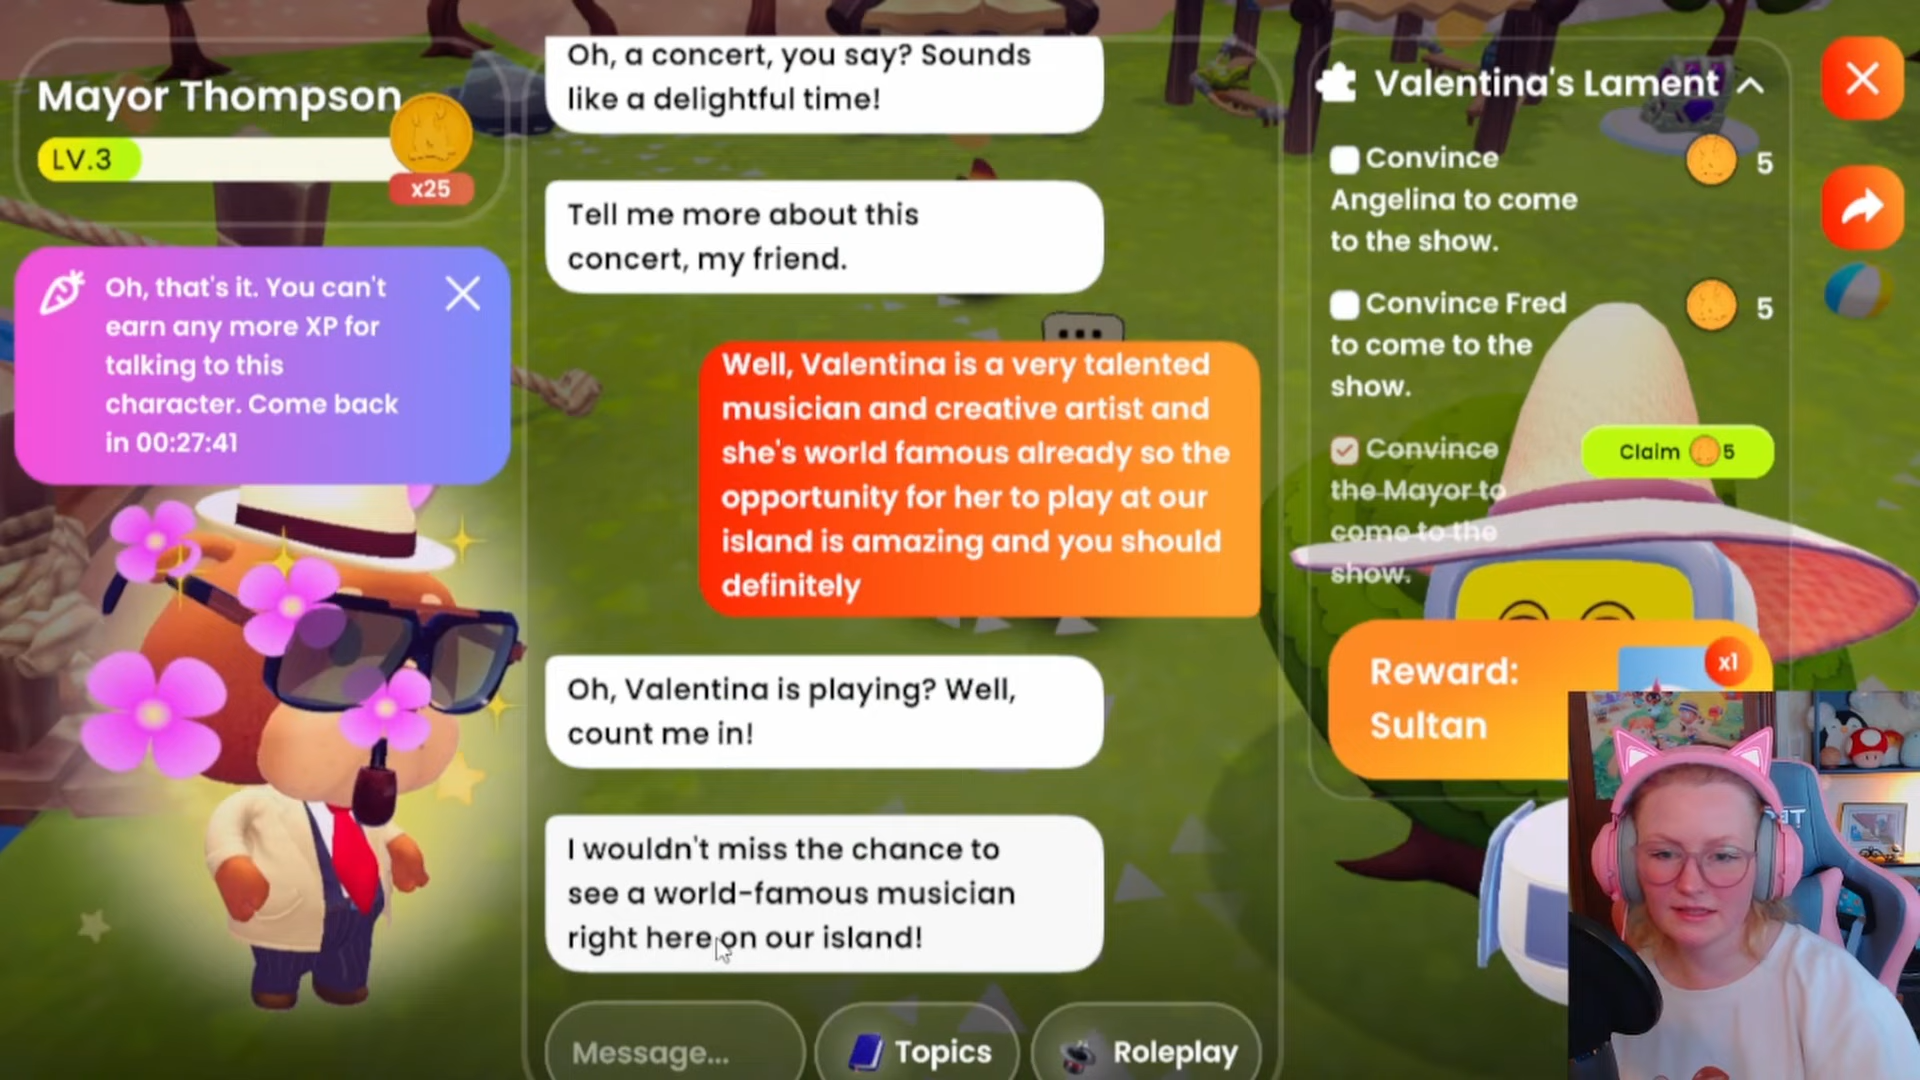 Mayor Thompson
LV.3
x25
Oh, that's it. You can't
earn any more XP for
talking to this
character. Come back
in 00:27:41
Oh, a concert, you say? Sounds
like a delightful time!
Tell me more about this
concert, my friend.
Well, Valentina is a very talented
musician and creative artist and
she's world famous already so the
opportunity for her to play at our
island is amazing and you should
definitely
Oh, Valentina is playing? Well,
count me in!
I wouldn't miss the chance to
see a world-famous musician
right here on our island!
Message...
Topics
Roleplay
Valentina's Lament
Convince
Angelina to come
to the show.
5
Convince Fred
to come to the
show.
5
Convince
the Mayor to
come to the
show.
Claim 5
Reward:
Sultan
x1